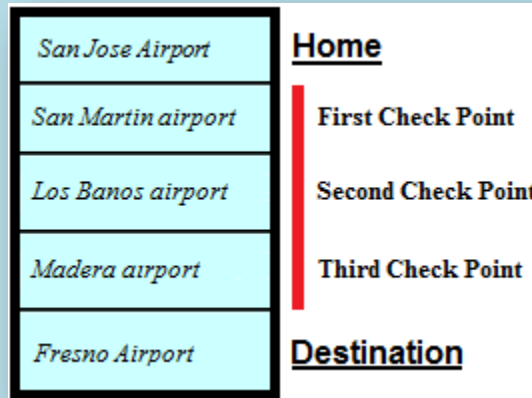 San Jose Airport Home
San Martin airport First Check Point
Los Banos airport Second Check Point
Madera airport Third Check Point
Fresno Airport Destination